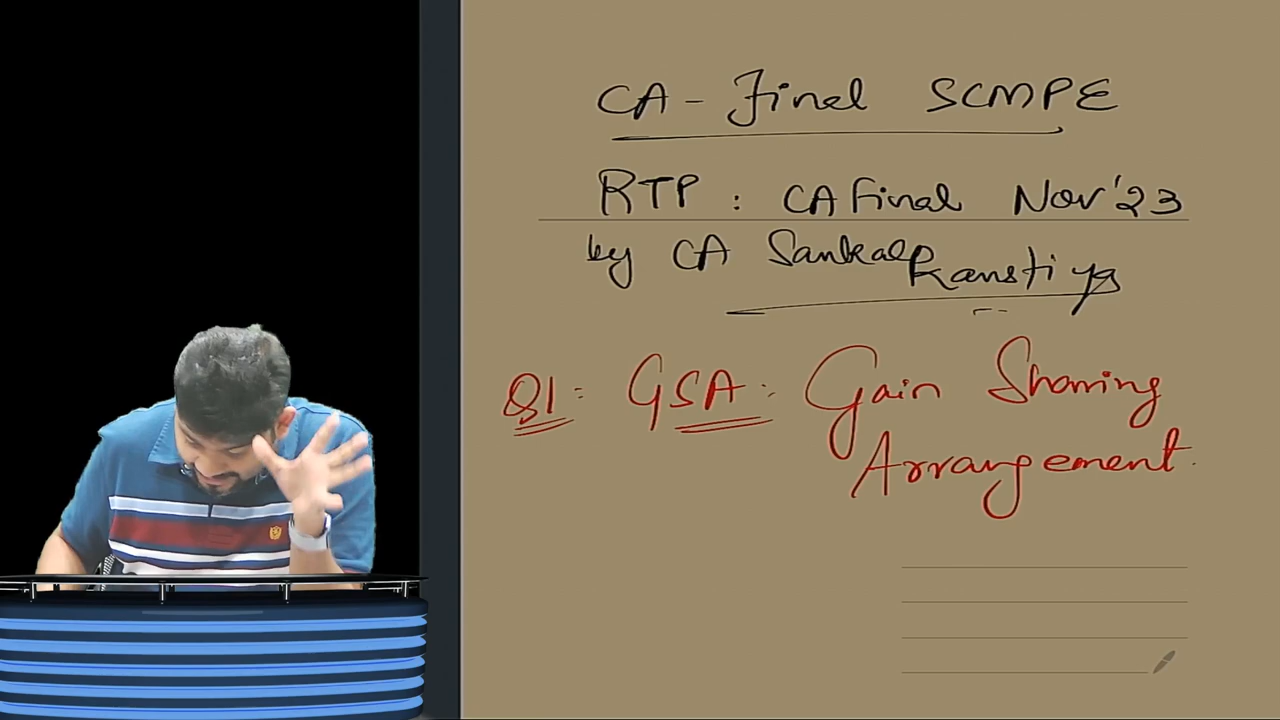 CA - Final SCMPE
RTP : CA Final Nov'23
by CA Sankalp Kanstiya
Q1: GSA: Gain Sharing
Arrangement.